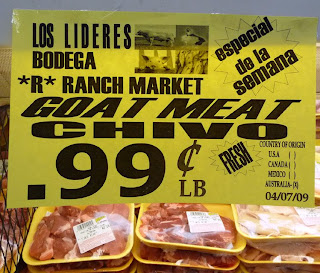 LOS LIDERES
BODEGA
*R* RANCH MARKET
especial
de la
semana
GOAT MEAT
CHIVO
.99 ¢
LB
FRESH
COUNTRY OF ORIGIN
U.S.A ( )
CANADA ( )
MEXICO ( )
AUSTRALIA- (X)
04/07/09